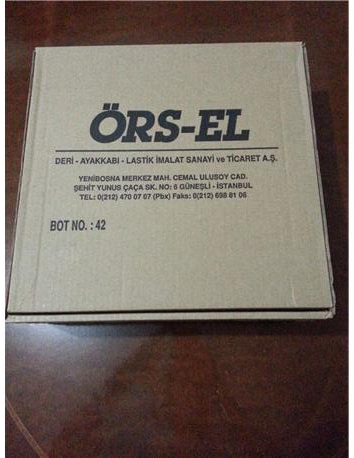 ÖRS-EL
DERİ - AYAKKABI - LASTİK İMALAT SANAYİ ve TİCARET A.Ş.
YENİBOSNA MERKEZ MAH. CEMAL ULUSOY CAD.
ŞEHİT YUNUS ÇAÇA SK. NO: 6 GÜNEŞLİ - İSTANBUL
TEL: 0(212) 470 07 07 (Pbx) Faks: 0(212) 698 81 06
BOT NO. : 42